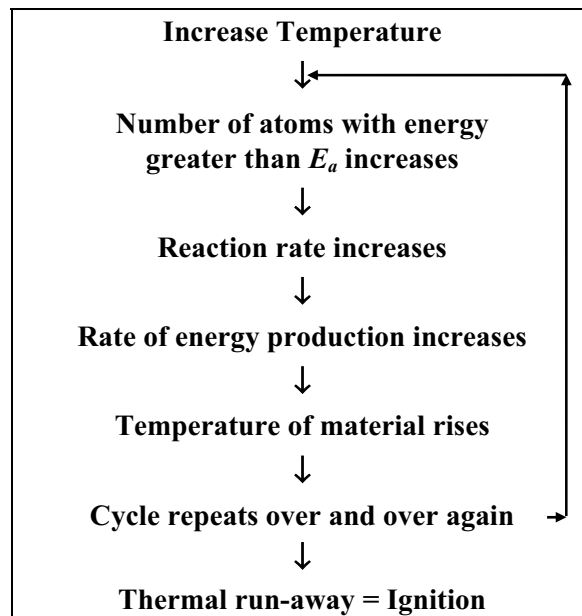 Increase Temperature
↓
Number of atoms with energy
greater than Eₐ increases
↓
Reaction rate increases
↓
Rate of energy production increases
↓
Temperature of material rises
↓
Cycle repeats over and over again
↓
Thermal run-away = Ignition